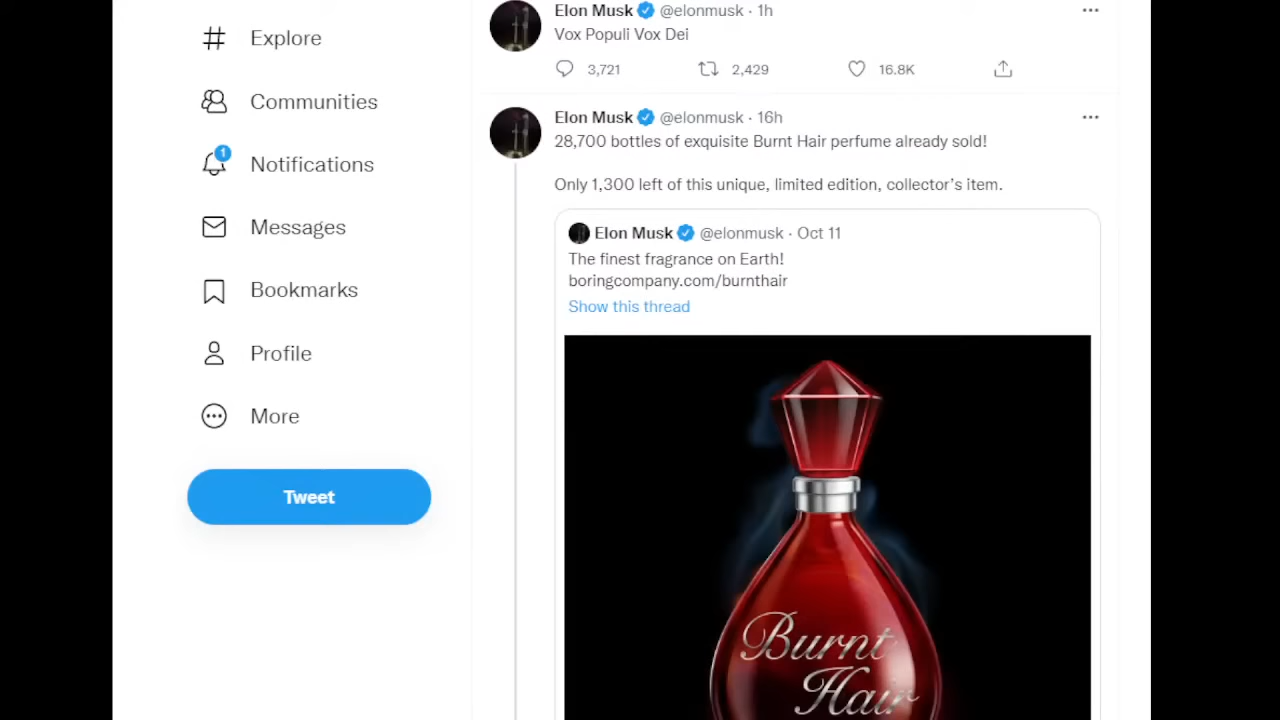 Explore
Communities
1
Notifications
Messages
Bookmarks
Profile
More
Tweet
Elon Musk @elonmusk · 1h
Vox Populi Vox Dei
3,721 2,429 16.8K
Elon Musk @elonmusk · 16h
28,700 bottles of exquisite Burnt Hair perfume already sold!
Only 1,300 left of this unique, limited edition, collector’s item.
Elon Musk @elonmusk · Oct 11
The finest fragrance on Earth!
boringcompany.com/burnthair
Show this thread
Burnt
Hair